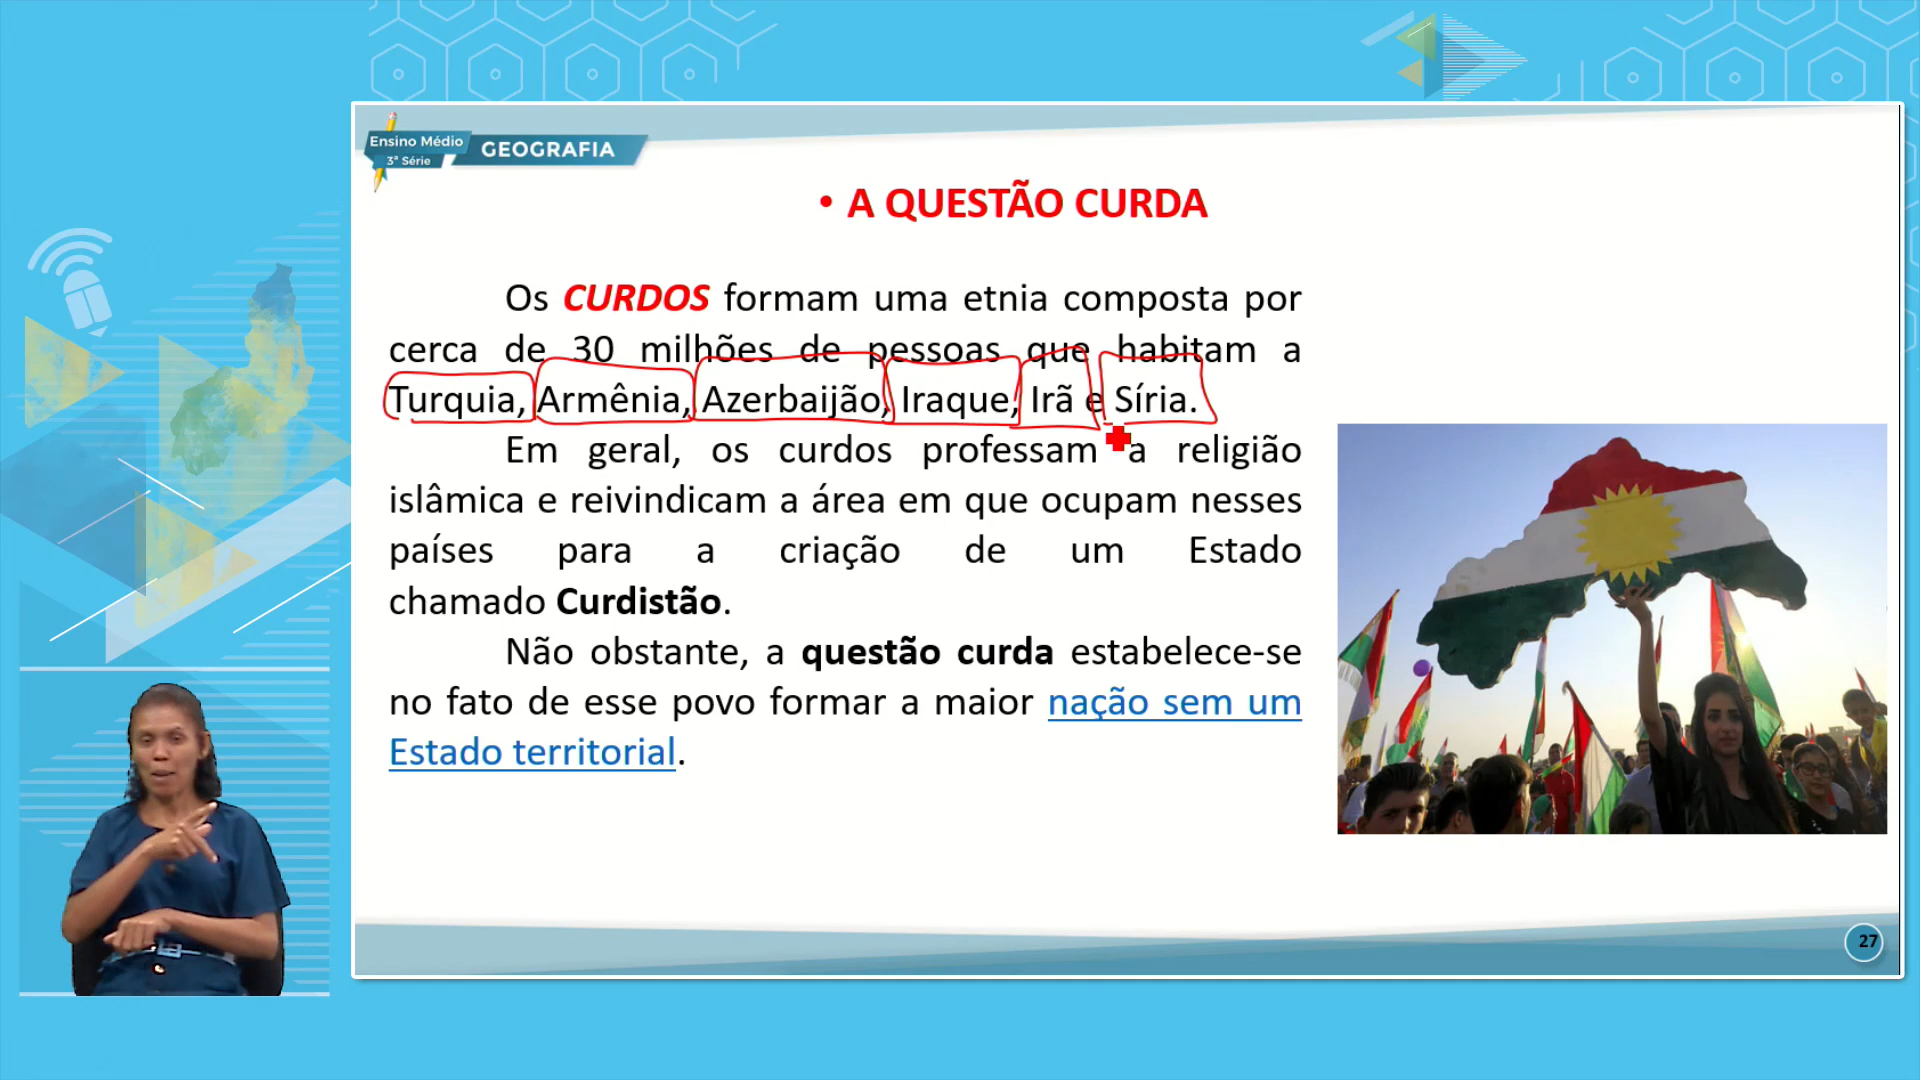 Ensino Médio
3ª Série
GEOGRAFIA
• A QUESTÃO CURDA
Os CURDOS formam uma etnia composta por
cerca de 30 milhões de pessoas que habitam a
Turquia, Armênia, Azerbaijão, Iraque, Irã e Síria.
Em geral, os curdos professam a religião
islâmica e reivindicam a área em que ocupam nesses
países para a criação de um Estado
chamado Curdistão.
Não obstante, a questão curda estabelece-se
no fato de esse povo formar a maior nação sem um
Estado territorial.
27